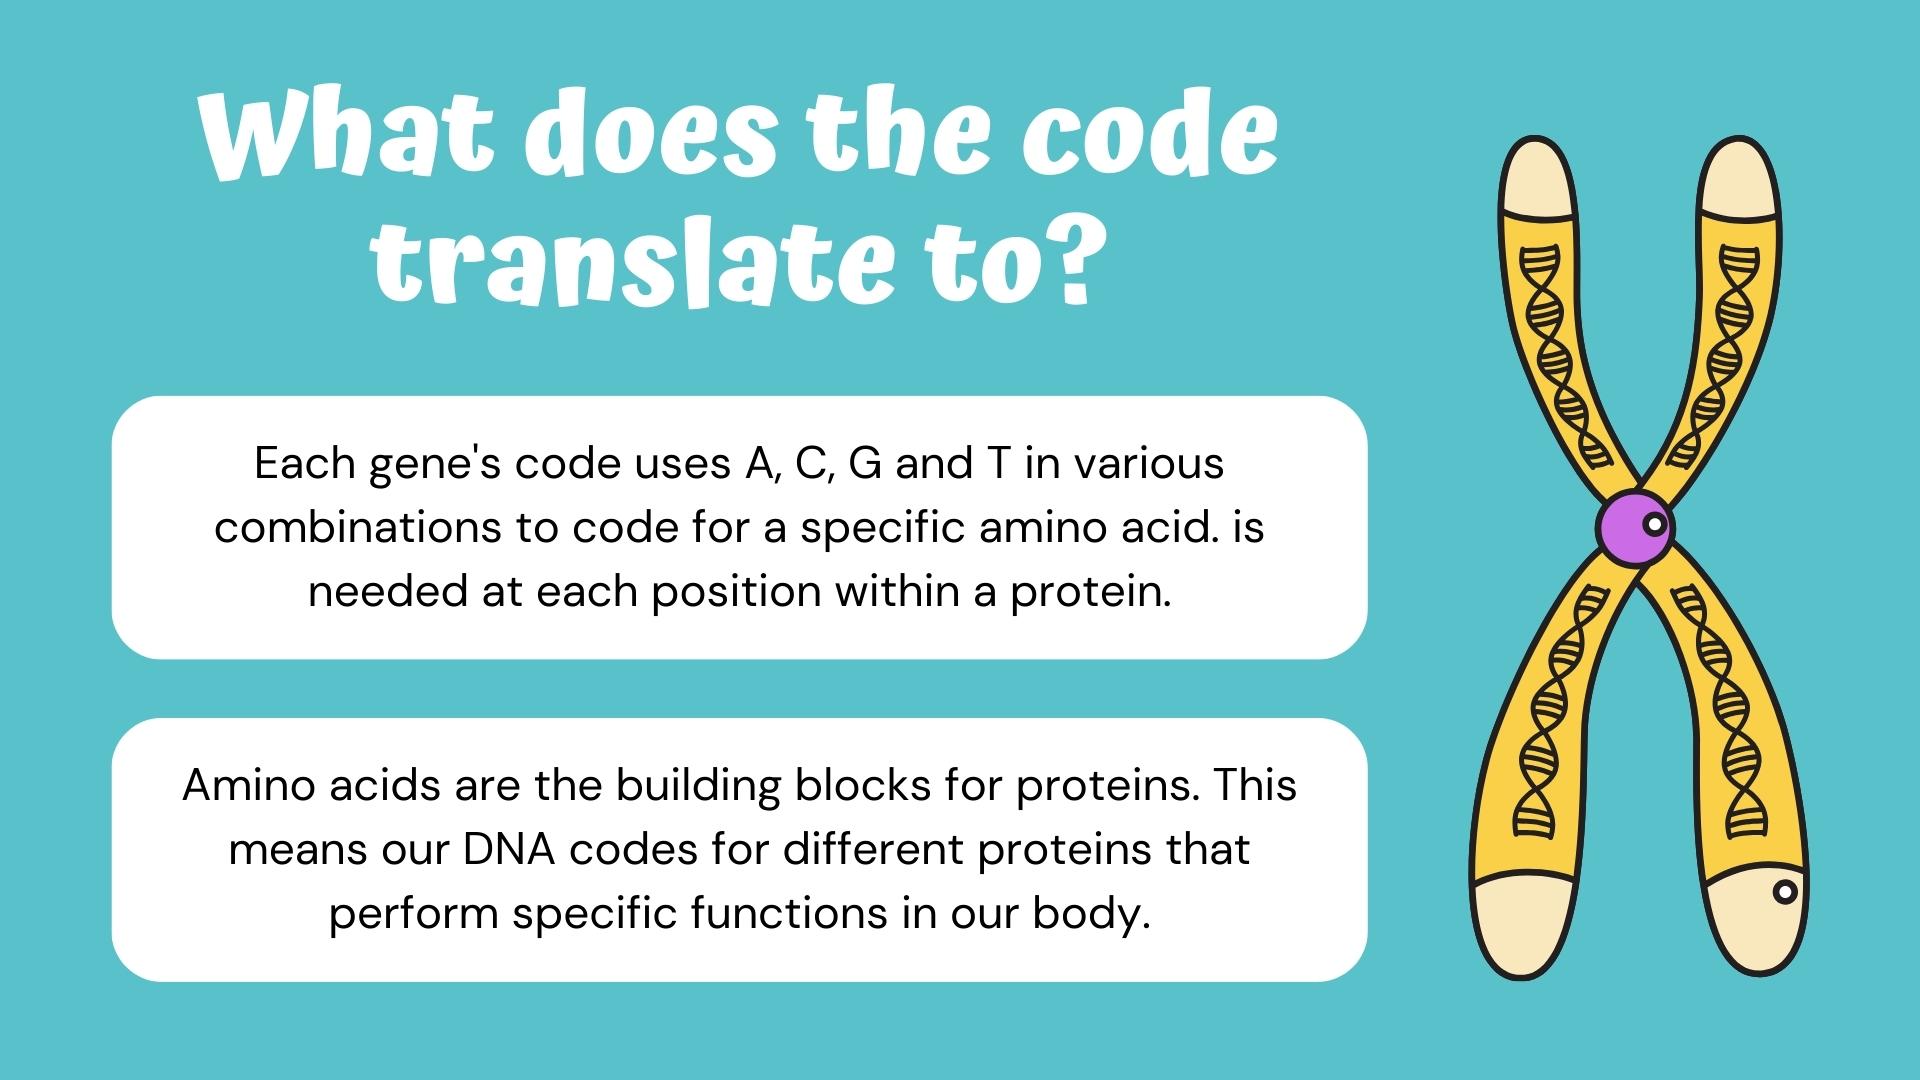 What does the code
translate to?
Each gene's code uses A, C, G and T in various
combinations to code for a specific amino acid. is
needed at each position within a protein.
Amino acids are the building blocks for proteins. This
means our DNA codes for different proteins that
perform specific functions in our body.